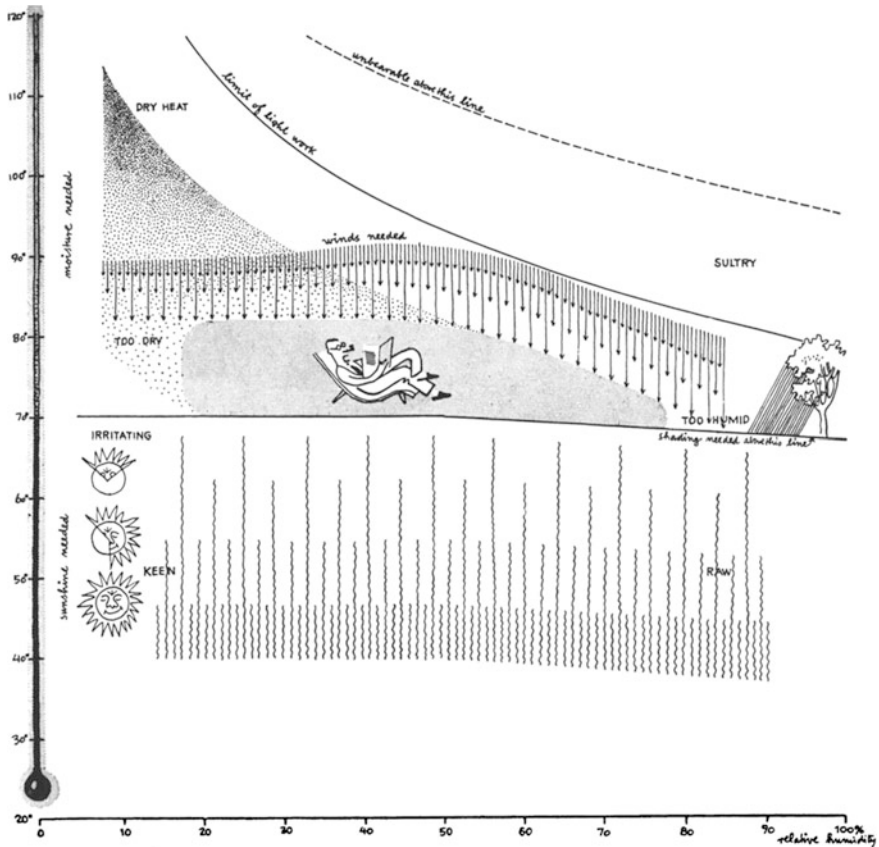 120°
unbearable above this line
limit of light work
110°
DRY HEAT
100°
moisture needed
winds needed
90°
SULTRY
80°
TOO DRY
70°
TOO HUMID
shading needed above this line*
IRRITATING
60°
sunshine needed
50°
KEEN
RAW
40°
30°
20°
0 10 20 30 40 50 60 70 80 90 100%
relative humidity